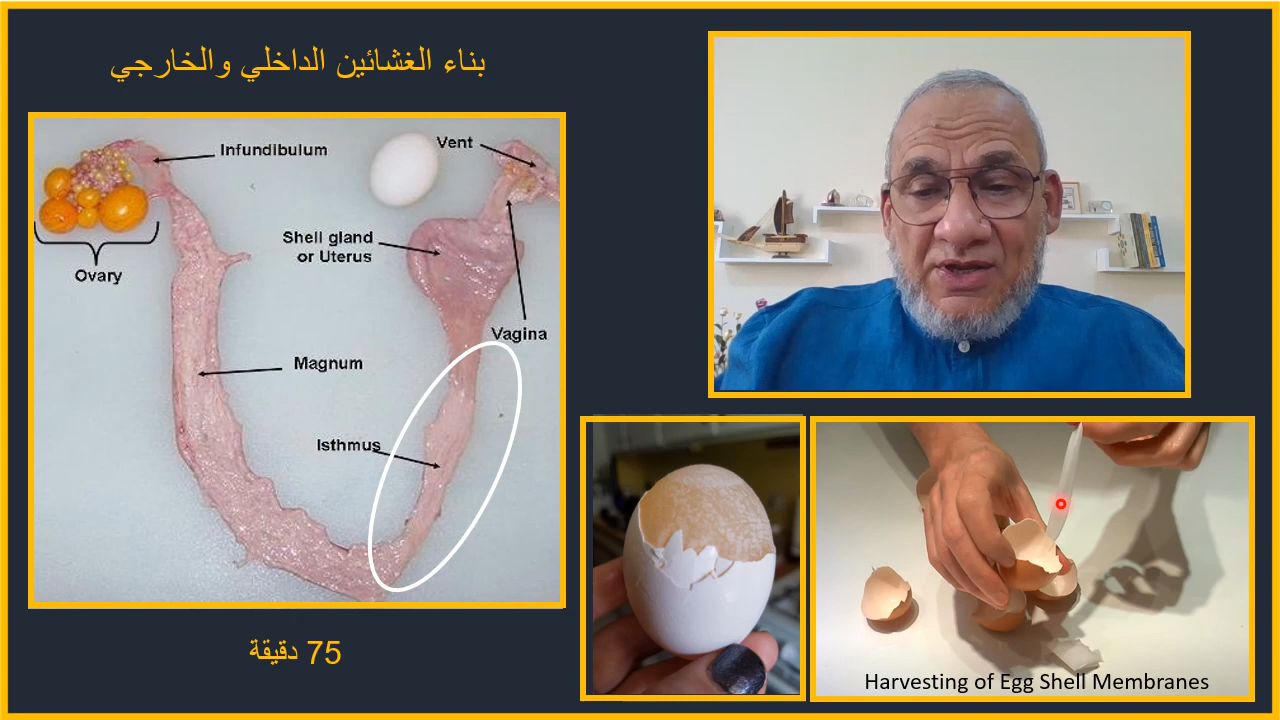 بناء الغشائين الداخلي والخارجي
Infundibulum
Vent
Ovary
Shell gland
or Uterus
Vagina
Magnum
Isthmus
75 دقيقة
Harvesting of Egg Shell Membranes